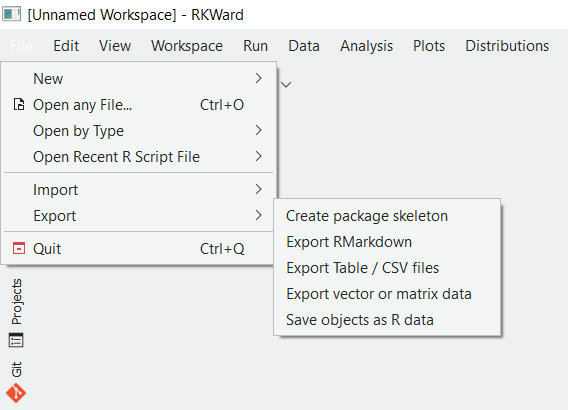 [Unnamed Workspace] - RKWard
File Edit View Workspace Run Data Analysis Plots Distributions
New
Open any File... Ctrl+O
Open by Type
Open Recent R Script File
Import
Export
Create package skeleton
Export RMarkdown
Export Table / CSV files
Export vector or matrix data
Save objects as R data
Quit Ctrl+Q
Projects
Git